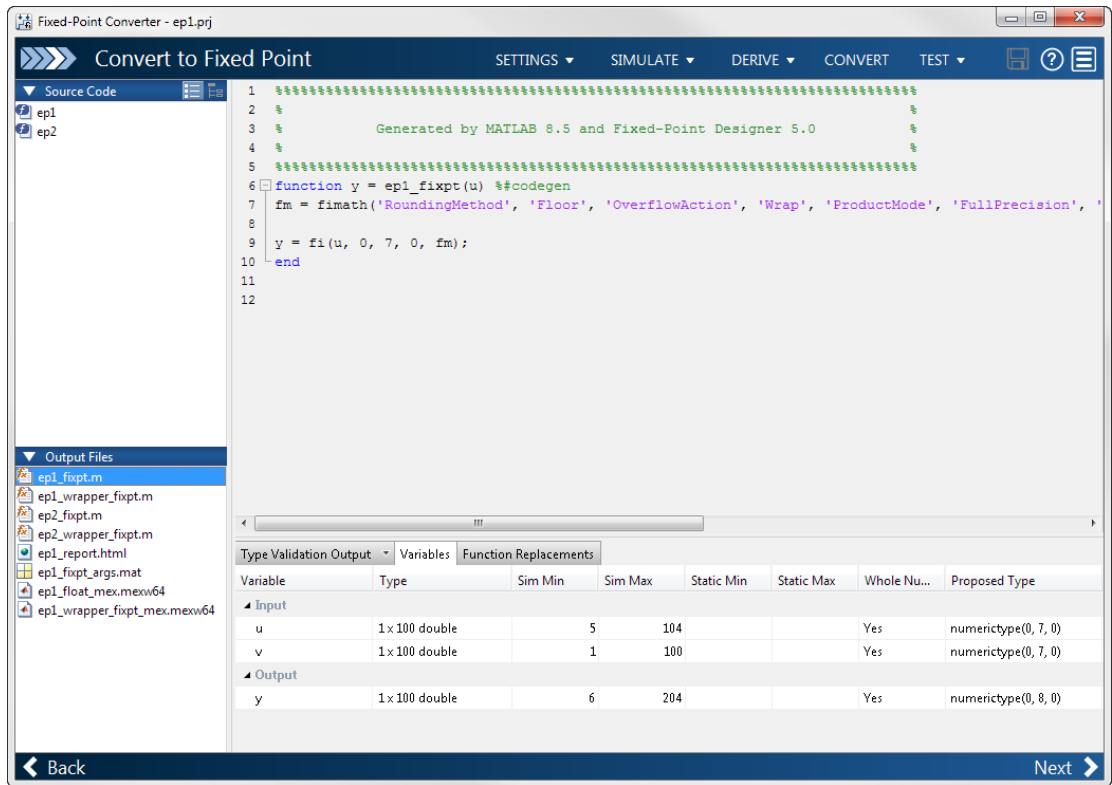 Fixed-Point Converter - ep1.prj
Convert to Fixed Point SETTINGS SIMULATE DERIVE CONVERT TEST
Source Code
ep1
ep2
1 %%%%%%%%%%%%%%%%%%%%%%%%%%%%%%%%%%%%%%%%%%%%%%%%%%%%%%%%%%%%%%%%%%%%%%%%%%
2 % %
3 % Generated by MATLAB 8.5 and Fixed-Point Designer 5.0 %
4 % %
5 %%%%%%%%%%%%%%%%%%%%%%%%%%%%%%%%%%%%%%%%%%%%%%%%%%%%%%%%%%%%%%%%%%%%%%%%%%
6 function y = ep1_fixpt(u) %#codegen
7 fm = fimath('RoundingMethod', 'Floor', 'OverflowAction', 'Wrap', 'ProductMode', 'FullPrecision', '
8
9 y = fi(u, 0, 7, 0, fm);
10 end
11
12
Output Files
ep1_fixpt.m
ep1_wrapper_fixpt.m
ep2_fixpt.m
ep2_wrapper_fixpt.m
ep1_report.html
ep1_fixpt_args.mat
ep1_float_mex.mexw64
ep1_wrapper_fixpt_mex.mexw64
Type Validation Output Variables Function Replacements
Variable Type Sim Min Sim Max Static Min Static Max Whole Nu... Proposed Type
Input
u 1 x 100 double 5 104 Yes numerictype(0, 7, 0)
v 1 x 100 double 1 100 Yes numerictype(0, 7, 0)
Output
y 1 x 100 double 6 204 Yes numerictype(0, 8, 0)
Back Next